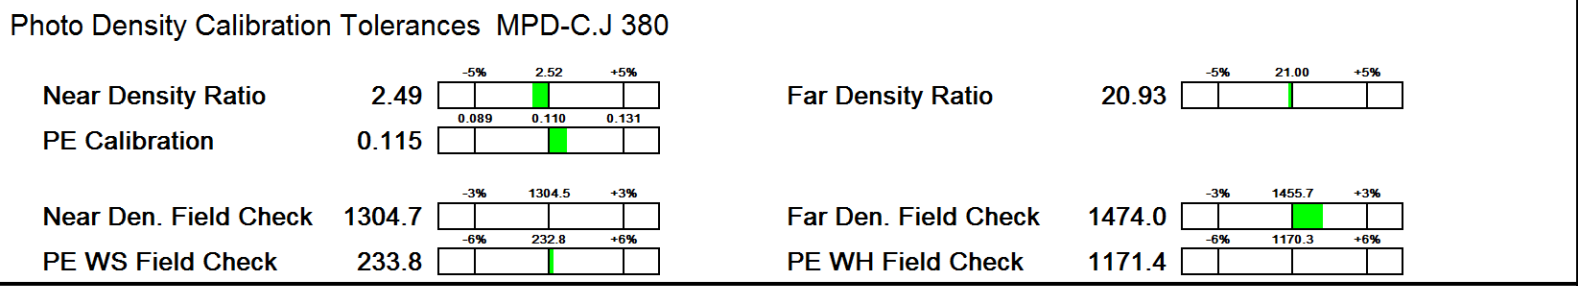 Photo Density Calibration Tolerances MPD-C.J 380
-5% 2.52 +5% -5% 21.00 +5%
Near Density Ratio 2.49 Far Density Ratio 20.93
0.089 0.110 0.131
PE Calibration 0.115
-3% 1304.5 +3% -3% 1455.7 +3%
Near Den. Field Check 1304.7 Far Den. Field Check 1474.0
-6% 232.8 +6% -6% 1170.3 +6%
PE WS Field Check 233.8 PE WH Field Check 1171.4